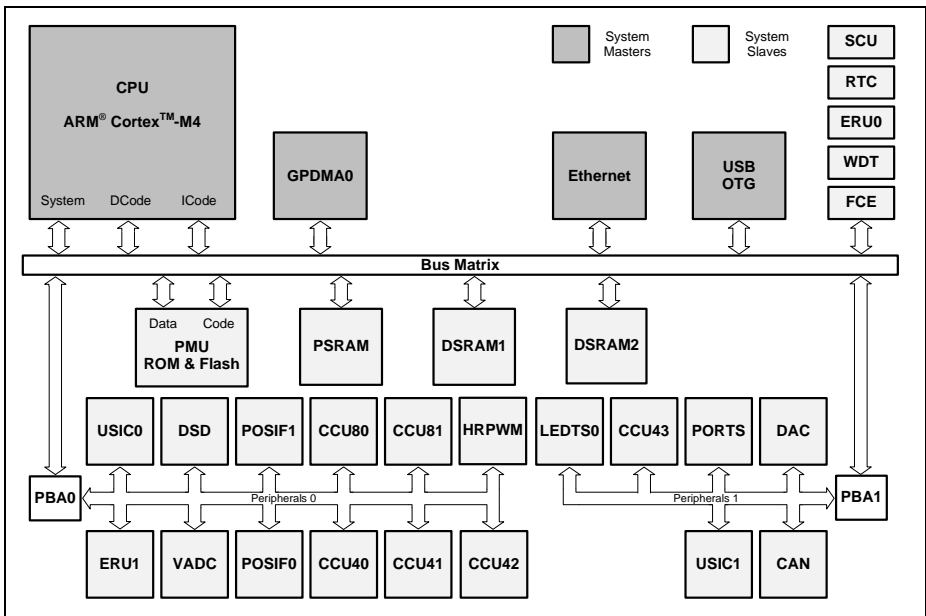 CPU
ARM® Cortex™-M4
System DCode ICode
GPDMA0
Ethernet
USB
OTG
System
Masters
System
Slaves
SCU
RTC
ERU0
WDT
FCE
Bus Matrix
Data Code
PMU
ROM & Flash
PSRAM
DSRAM1
DSRAM2
USIC0
DSD
POSIF1
CCU80
CCU81
HRPWM
LEDTS0
CCU43
PORTS
DAC
PBA0
Peripherals 0
Peripherals 1
PBA1
ERU1
VADC
POSIF0
CCU40
CCU41
CCU42
USIC1
CAN